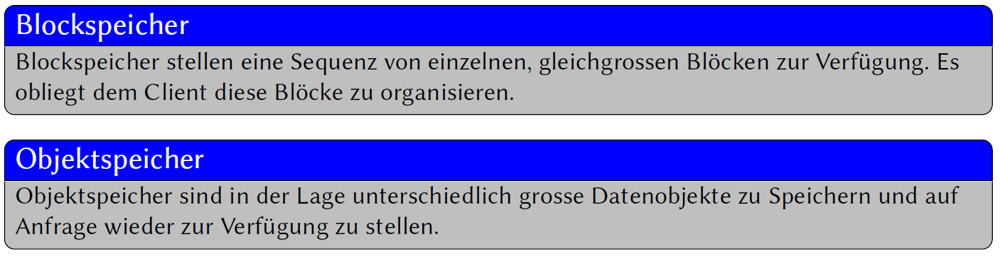 Blockspeicher
Blockspeicher stellen eine Sequenz von einzelnen, gleichgrossen Blöcken zur Verfügung. Es
obliegt dem Client diese Blöcke zu organisieren.
Objektspeicher
Objektspeicher sind in der Lage unterschiedlich grosse Datenobjekte zu Speichern und auf
Anfrage wieder zur Verfügung zu stellen.